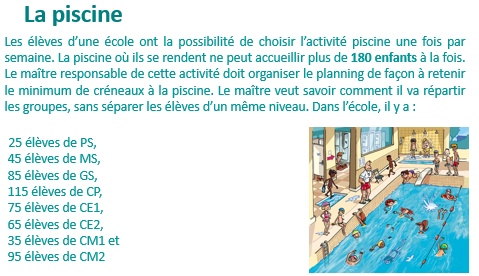 La piscine
Les élèves d'une école ont la possibilité de choisir l'activité piscine une fois par
semaine. La piscine où ils se rendent ne peut accueillir plus de 180 enfants à la fois.
Le maître responsable de cette activité doit organiser le planning de façon à retenir
le minimum de créneaux à la piscine. Le maître veut savoir comment il va répartir
les groupes, sans séparer les élèves d'un même niveau. Dans l'école, il y a :
25 élèves de PS,
45 élèves de MS,
85 élèves de GS,
115 élèves de CP,
75 élèves de CE1,
65 élèves de CE2,
35 élèves de CM1 et
95 élèves de CM2